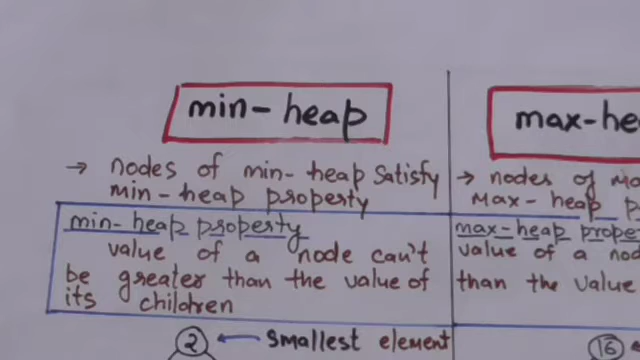 min-heap
→ nodes of min-heap satisfy
min-heap property
min-heap property
value of a node can't
be greater than the value of
its children
2 ← smallest element
max-
→ nodes of
Max-heap
max-heap
value of a
than the value
16